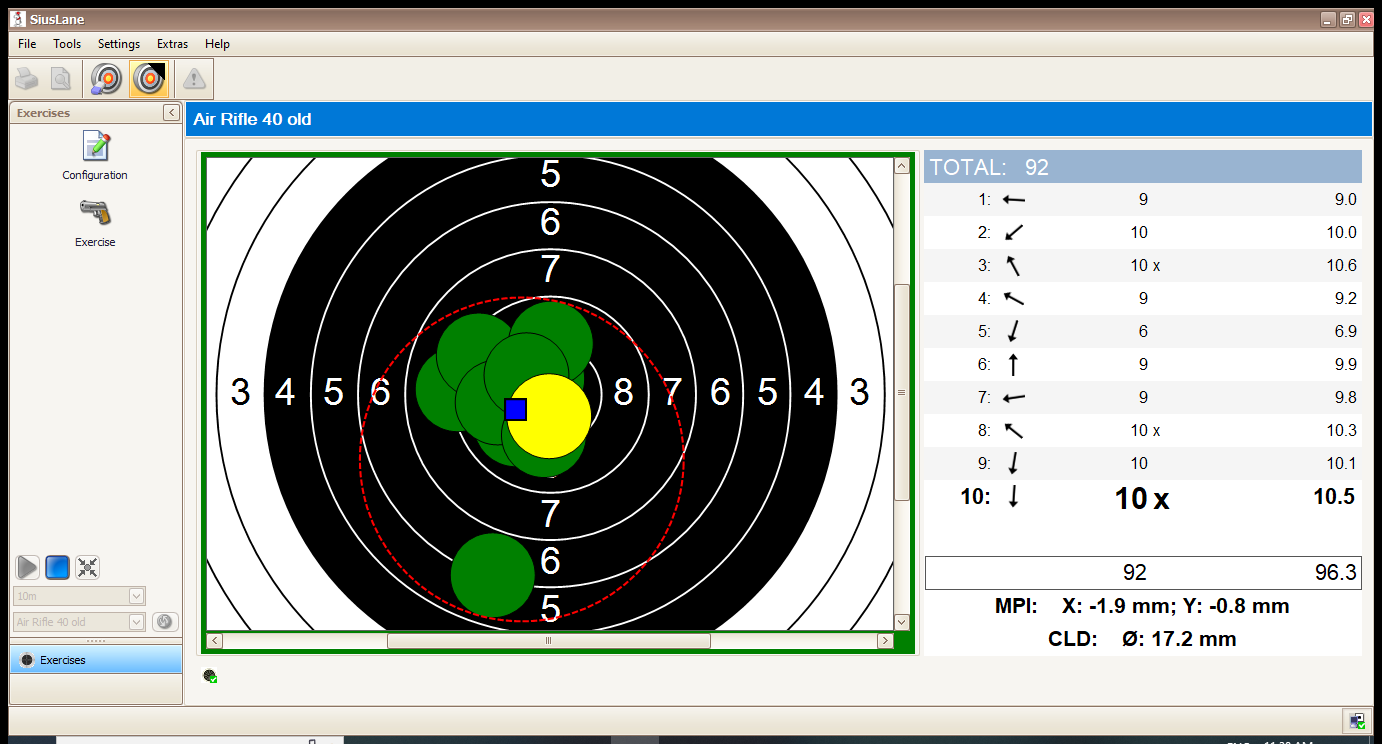 SiusLane
File Tools Settings Extras Help
Exercises
Configuration
Exercise
10m
Air Rifle 40 old
Exercises
Air Rifle 40 old
5
6
7
3 4 5 6 8 7 6 5 4 3
7
6
5
TOTAL: 92
1: 9 9.0
2: 10 10.0
3: 10 x 10.6
4: 9 9.2
5: 6 6.9
6: 9 9.9
7: 9 9.8
8: 10 x 10.3
9: 10 10.1
10: 10 x 10.5
92 96.3
MPI: X: -1.9 mm; Y: -0.8 mm
CLD: Ø: 17.2 mm